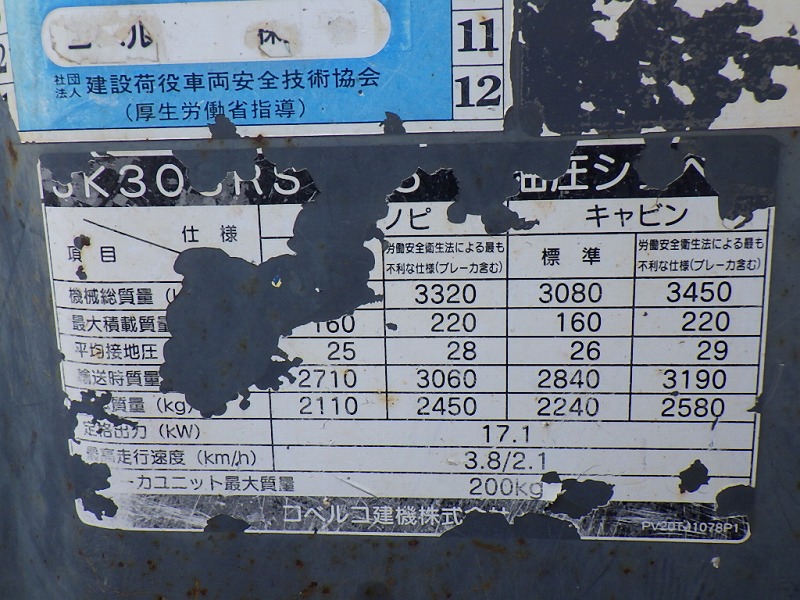 11
社団法人 建設荷役車両安全技術協会
(厚生労働省指導)
12
ノピ キャビン
仕様
項目
労働安全衛生法による最も不利な仕様(ブレーカ含む) 標準 労働安全衛生法による最も不利な仕様(ブレーカ含む)
機械総質量 3320 3080 3450
最大積載質量 160 220 160 220
平均接地圧 25 28 26 29
輸送時質量 2710 3060 2840 3190
質量(kg) 2110 2450 2240 2580
定格出力(kW) 17.1
最高走行速度(km/h) 3.8/2.1
ーカユニット最大質量 200kg
コベルコ建機株式会社
PV20T01078P1